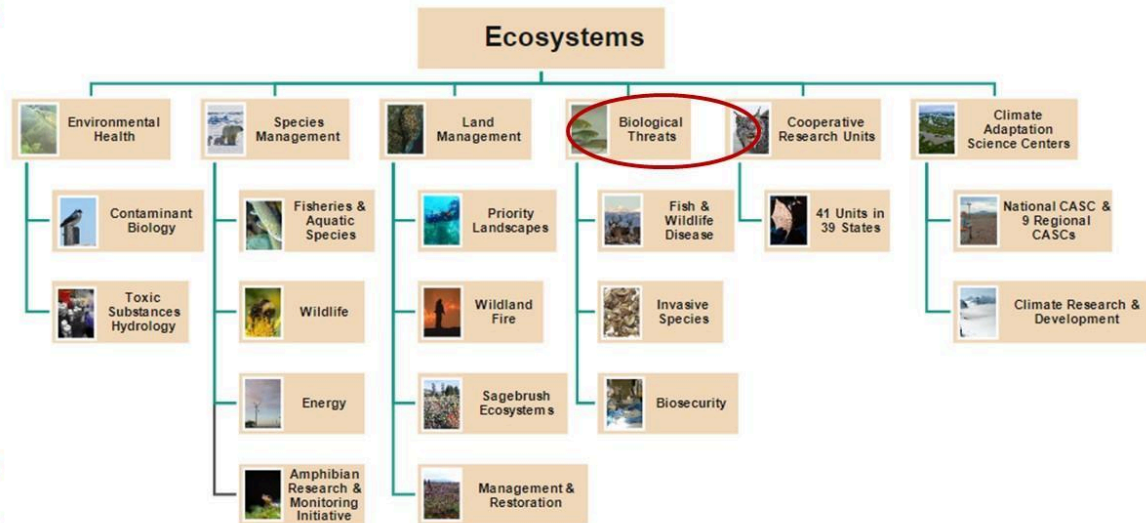 Ecosystems
Environmental
Health
Species
Management
Land
Management
Biological
Threats
Cooperative
Research Units
Climate
Adaptation
Science Centers
Contaminant
Biology
Toxic
Substances
Hydrology
Fisheries &
Aquatic
Species
Wildlife
Energy
Amphibian
Research &
Monitoring
Initiative
Priority
Landscapes
Wildland
Fire
Sagebrush
Ecosystems
Management &
Restoration
Fish &
Wildlife
Disease
Invasive
Species
Biosecurity
41 Units in
39 States
National CASC &
9 Regional
CASCs
Climate Research &
Development